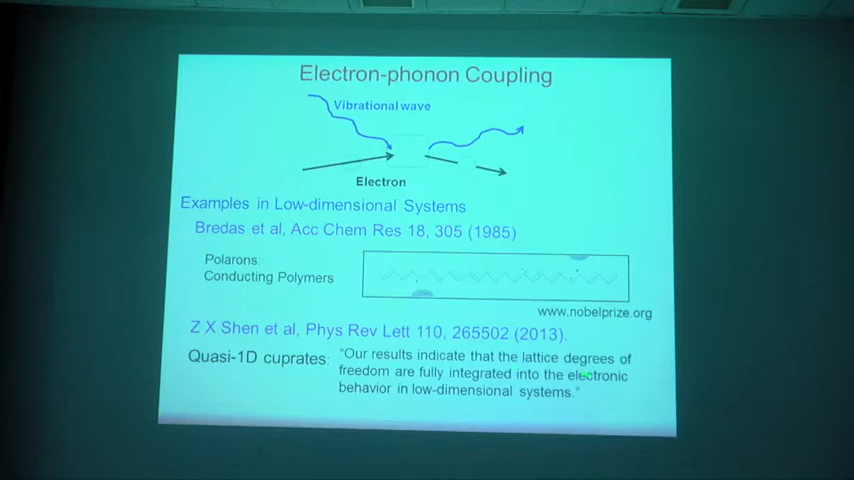 Electron-phonon Coupling
Vibrational wave
Electron
Examples in Low-dimensional Systems
Bredas et al, Acc Chem Res 18, 305 (1985)
Polarons:
Conducting Polymers
www.nobelprize.org
Z X Shen et al, Phys Rev Lett 110, 265502 (2013).
Quasi-1D cuprates: "Our results indicate that the lattice degrees of
freedom are fully integrated into the electronic
behavior in low-dimensional systems."